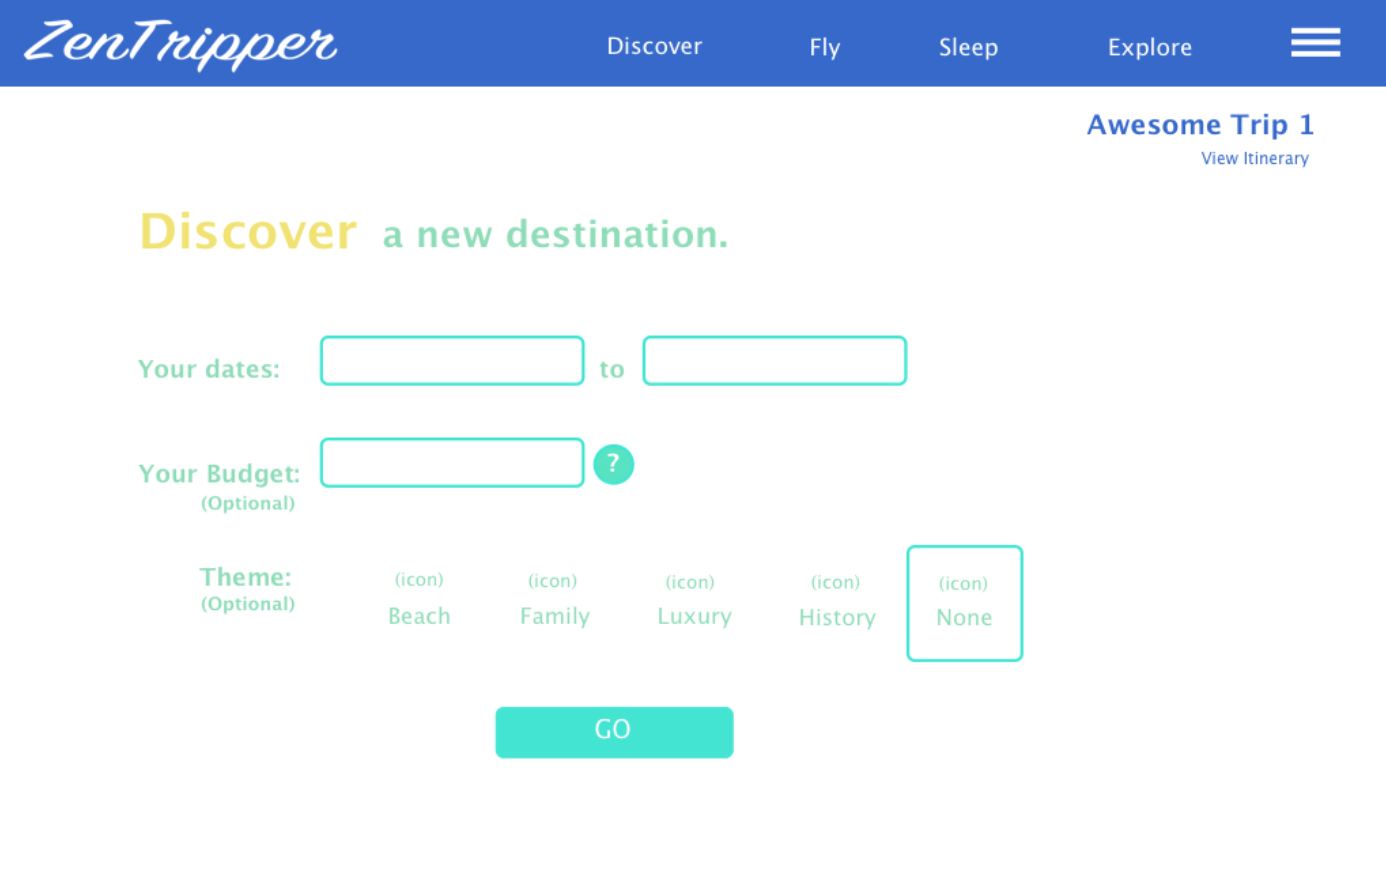 ZenTripper Discover Fly Sleep Explore
Awesome Trip 1
View Itinerary
Discover a new destination.
Your dates: to
Your Budget: ?
(Optional)
Theme:
(Optional)
(icon) (icon) (icon) (icon) (icon)
Beach Family Luxury History None
GO